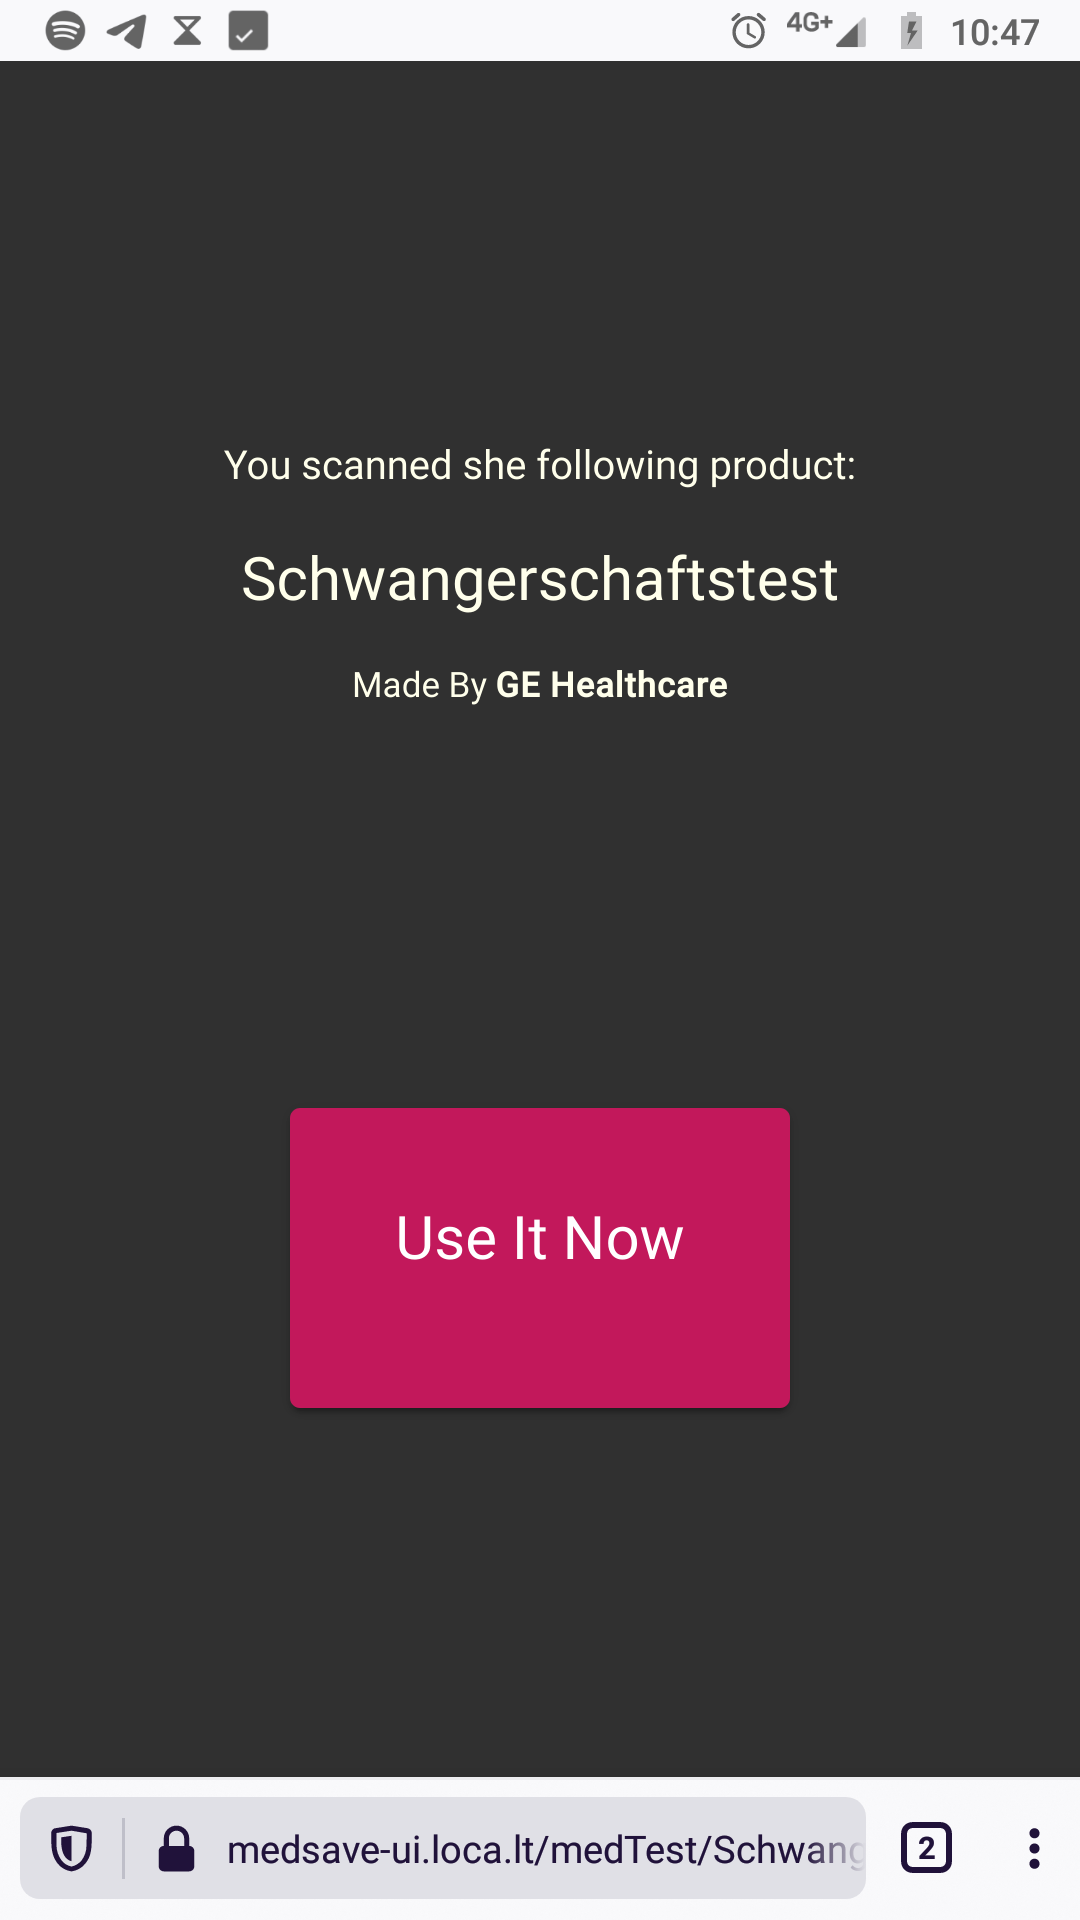 4G+ 10:47
You scanned she following product:
Schwangerschaftstest
Made By GE Healthcare
Use It Now
medsave-ui.loca.lt/medTest/Schwang
2